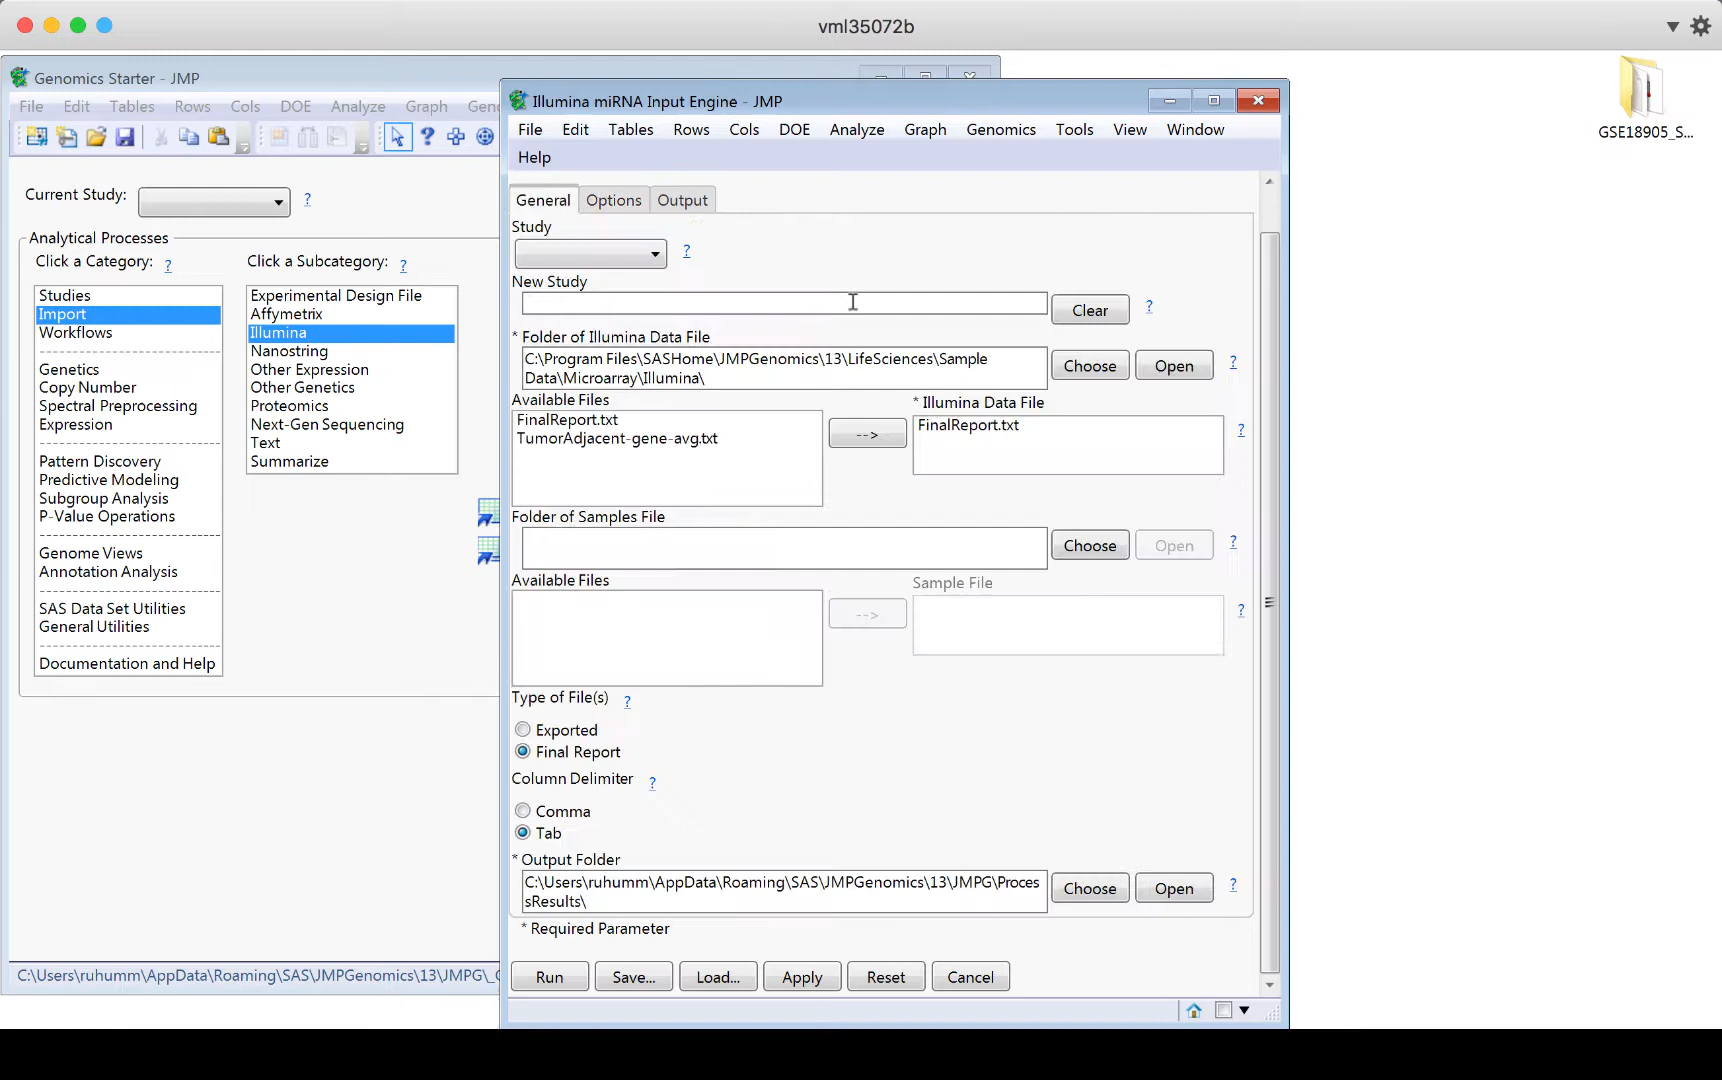 vml35072b
Genomics Starter - JMP
File Edit Tables Rows Cols DOE Analyze Graph Gen
Current Study: ?
Analytical Processes
Click a Category: ?
Studies
Import
Workflows
Genetics
Copy Number
Spectral Preprocessing
Expression
Pattern Discovery
Predictive Modeling
Subgroup Analysis
P-Value Operations
Genome Views
Annotation Analysis
SAS Data Set Utilities
General Utilities
Documentation and Help
Click a Subcategory: ?
Experimental Design File
Affymetrix
Illumina
Nanostring
Other Expression
Other Genetics
Proteomics
Next-Gen Sequencing
Text
Summarize
C:\Users\ruhumm\AppData\Roaming\SAS\JMPGenomics\13\JMPG\_
Illumina miRNA Input Engine - JMP
File Edit Tables Rows Cols DOE Analyze Graph Genomics Tools View Window
Help
General Options Output
Study
?
New Study
Clear ?
* Folder of Illumina Data File
C:\Program Files\SASHome\JMPGenomics\13\LifeSciences\Sample
Data\Microarray\Illumina\
Choose Open ?
Available Files
FinalReport.txt
TumorAdjacent-gene-avg.txt
-->
* Illumina Data File
FinalReport.txt
?
Folder of Samples File
Choose Open ?
Available Files
-->
Sample File
?
Type of File(s) ?
Exported
Final Report
Column Delimiter ?
Comma
Tab
* Output Folder
C:\Users\ruhumm\AppData\Roaming\SAS\JMPGenomics\13\JMPG\Proces
sResults\
Choose Open ?
* Required Parameter
Run Save... Load... Apply Reset Cancel
GSE18905_S...